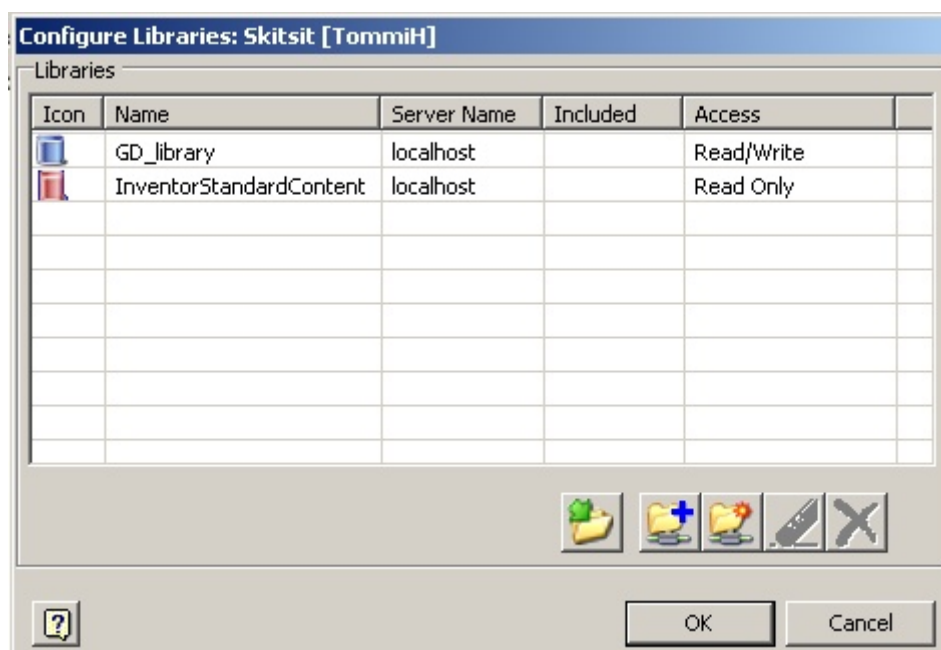 Configure Libraries: Skitsit [TommiH]
Libraries
Icon Name Server Name Included Access
GD_library localhost Read/Write
InventorStandardContent localhost Read Only
? OK Cancel